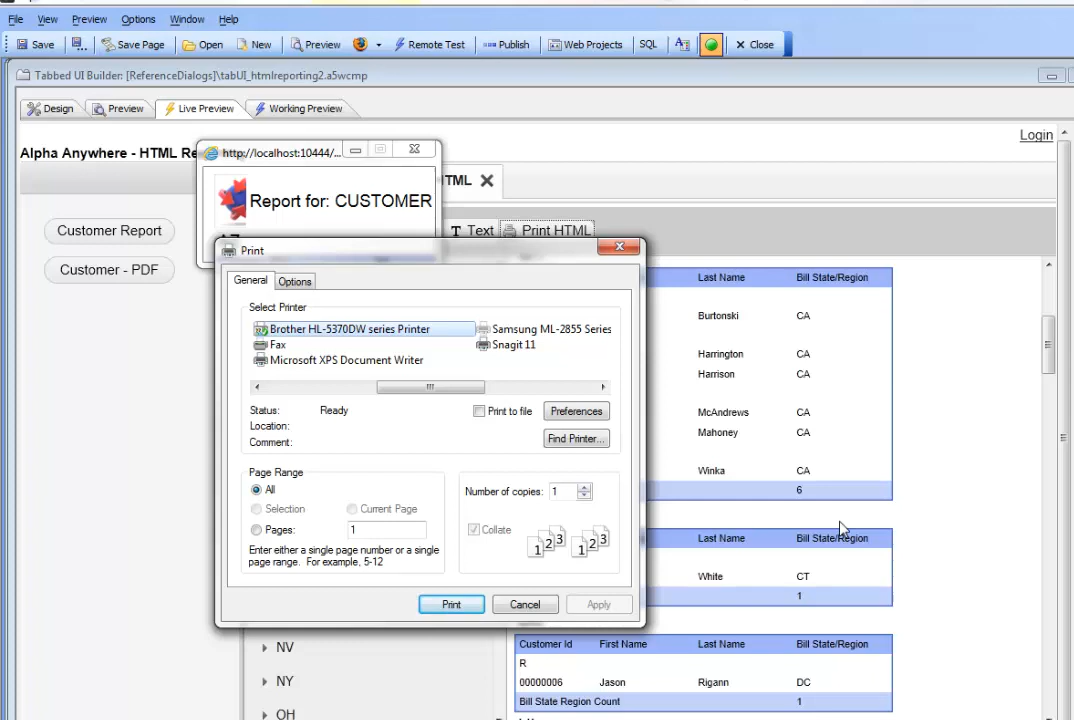 File View Preview Options Window Help
Save Save Page Open New Preview Remote Test Publish Web Projects SQL Close
Tabbed UI Builder: [ReferenceDialogs]\tabUI_htmlreporting2.a5wcmp
Design Preview Live Preview Working Preview
Login
Alpha Anywhere - HTML Re
http://localhost:10444/...
TML
Report for: CUSTOMER
Customer Report
Text Print HTML
Customer - PDF
Print
General Options
Select Printer
Brother HL-5370DW series Printer Samsung ML-2855 Series
Fax Snagit 11
Microsoft XPS Document Writer
Status: Ready Print to file Preferences
Location:
Comment: Find Printer...
Page Range
All
Selection Current Page
Pages: 1
Enter either a single page number or a single
page range. For example, 5-12
Number of copies: 1
Collate
1 2 3 1 2 3
Print Cancel Apply
Last Name Bill State/Region
Burtonski CA
Harrington CA
Harrison CA
McAndrews CA
Mahoney CA
Winka CA
6
Last Name Bill State/Region
White CT
1
Customer Id First Name Last Name Bill State/Region
R
00000006 Jason Rigann DC
Bill State Region Count 1
NV
NY
OH